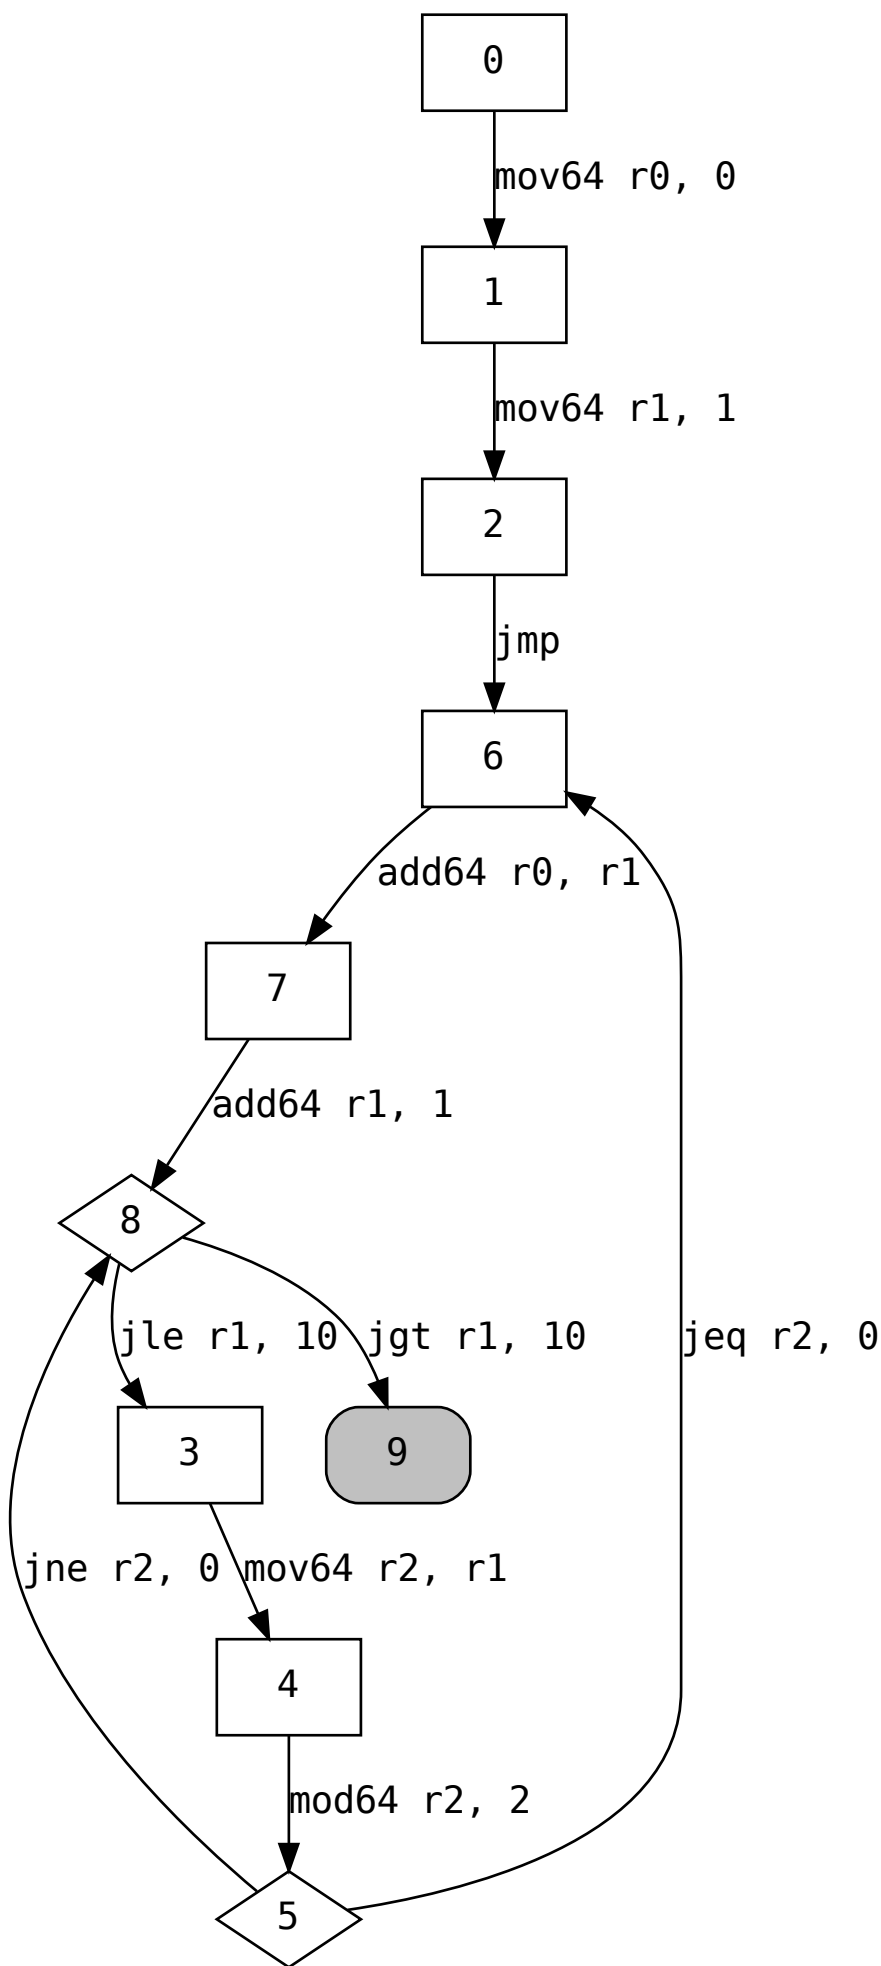 0
mov64 r0, 0
1
mov64 r1, 1
2
jmp
6
add64 r0, r1
7
add64 r1, 1
8
jle r1, 10
jgt r1, 10
jeq r2, 0
3
9
jne r2, 0
mov64 r2, r1
4
mod64 r2, 2
5